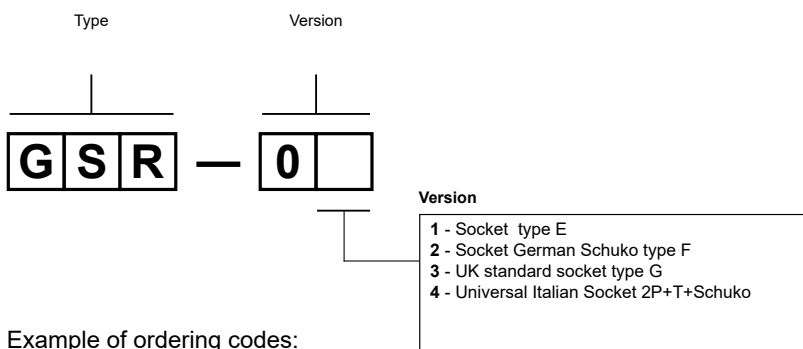 Type Version
G S R — 0
Version
1 - Socket type E
2 - Socket German Schuko type F
3 - UK standard socket type G
4 - Universal Italian Socket 2P+T+Schuko
Example of ordering codes: